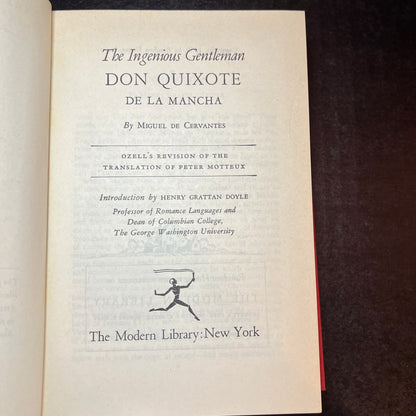 The Ingenious Gentleman
DON QUIXOTE
DE LA MANCHA
By MIGUEL DE CERVANTES
OZELL'S REVISION OF THE
TRANSLATION OF PETER MOTTEUX
Introduction by HENRY GRATTAN DOYLE
Professor of Romance Languages and
Dean of Columbian College,
The George Washington University
The Modern Library : New York